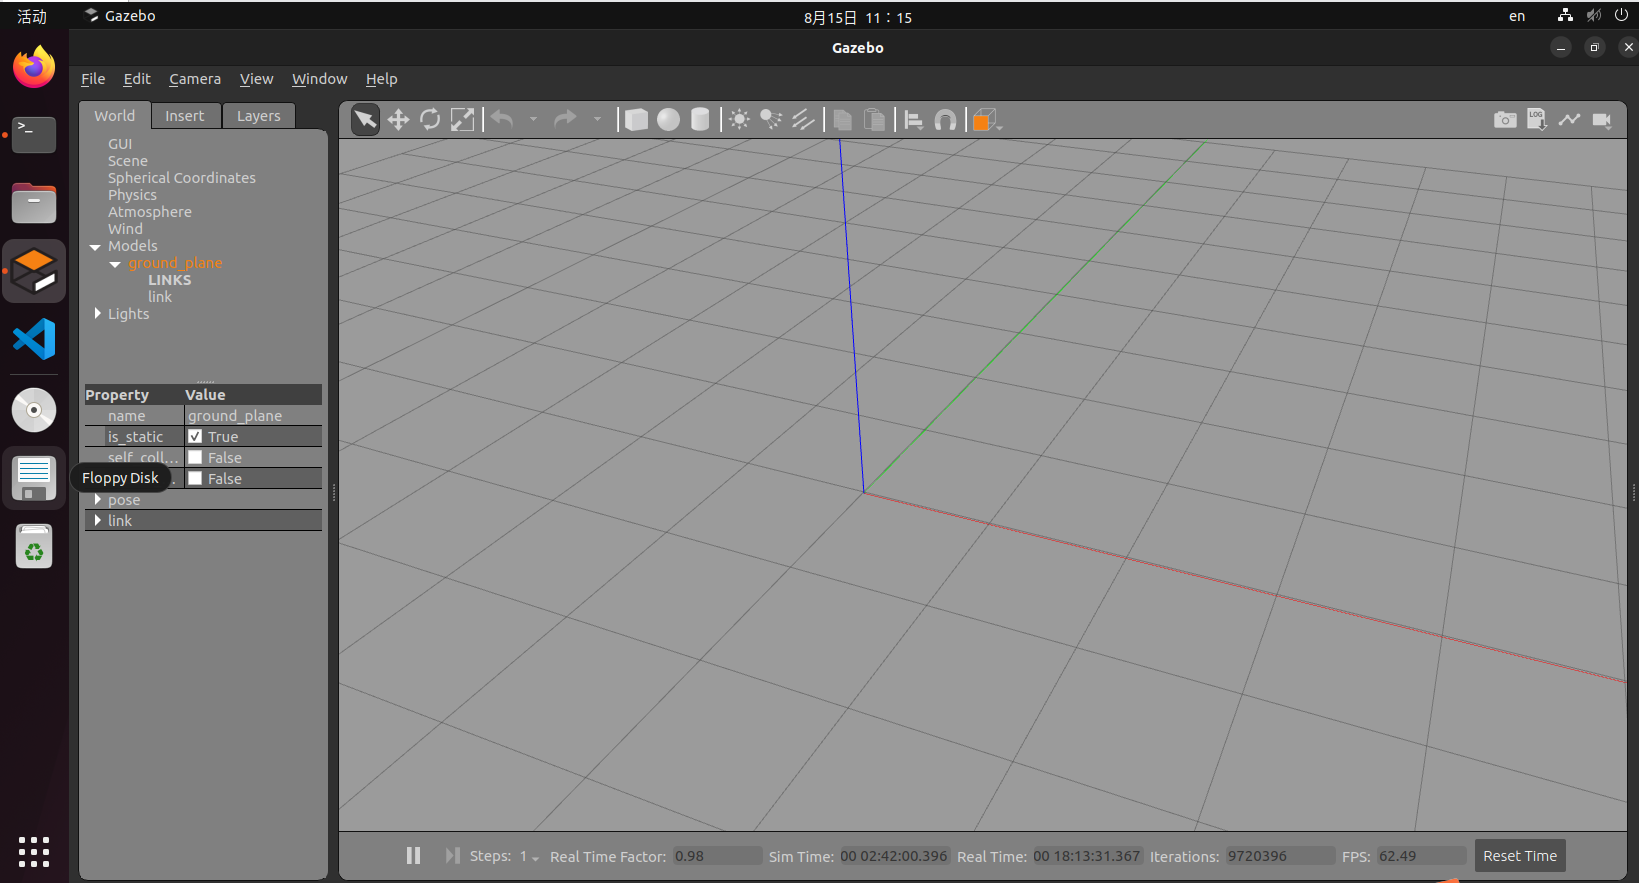 活动 Gazebo 8月15日 11：15 en
Gazebo
File Edit Camera View Window Help
World Insert Layers
LOG
GUI
Scene
Spherical Coordinates
Physics
Atmosphere
Wind
Models
ground_plane
LINKS
link
Lights
Property Value
name ground_plane
is_static True
self_coll... False
Floppy Disk False
pose
link
Steps: 1 Real Time Factor: 0.98 Sim Time: 00 02:42:00.396 Real Time: 00 18:13:31.367 Iterations: 9720396 FPS: 62.49 Reset Time